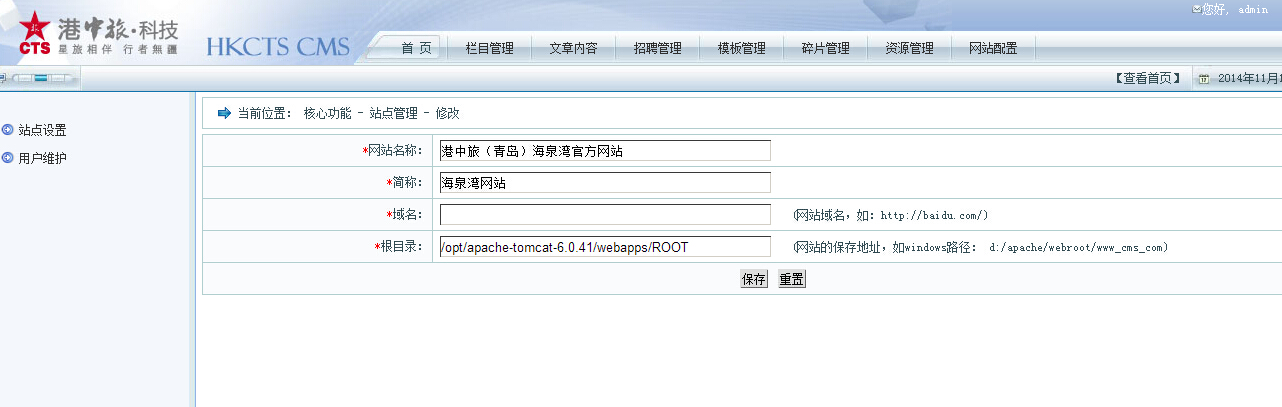 您好, admin
港中旅·科技
CTS 星旅相伴 行者無疆
HKCTS CMS
首 页 栏目管理 文章内容 招聘管理 模板管理 碎片管理 资源管理 网站配置
【查看首页】 2014年11月
站点设置
用户维护
当前位置: 核心功能 - 站点管理 - 修改
*网站名称: 港中旅（青岛）海泉湾官方网站
*简称: 海泉湾网站
*域名: (网站域名，如: http://baidu.com/)
*根目录: /opt/apache-tomcat-6.0.41/webapps/ROOT (网站的保存地址，如windows路径: d:/apache/webroot/www_cms_com)
保存 重置